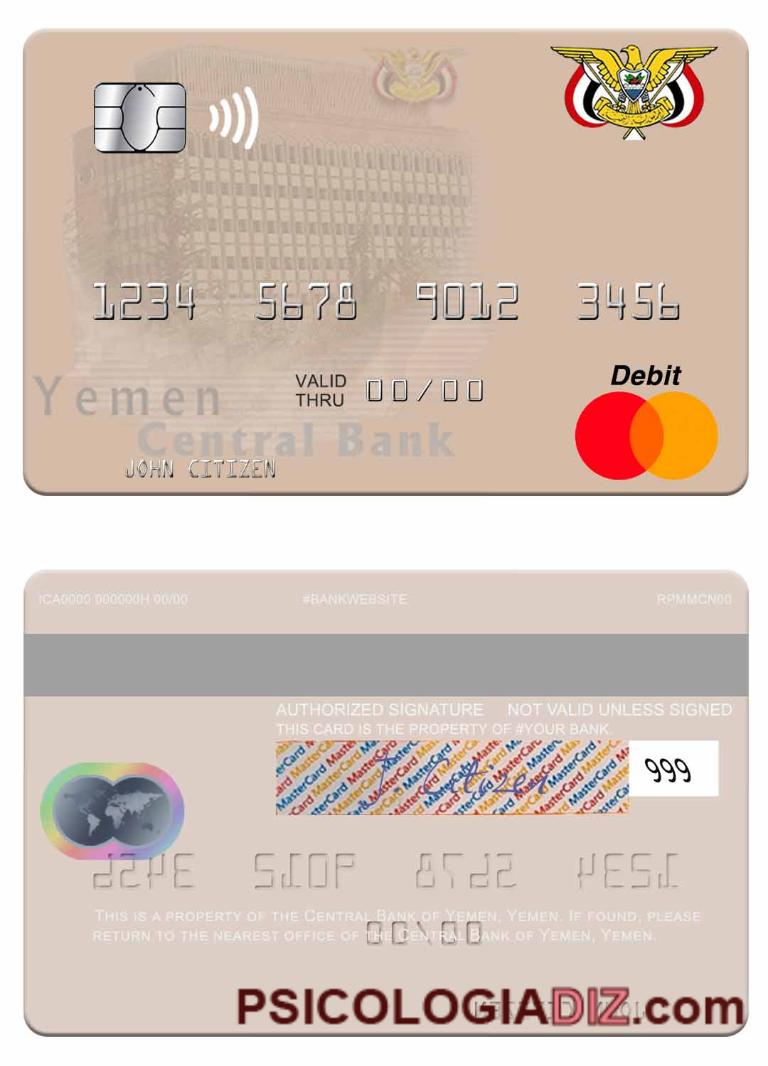 1234 5678 9012 3456
VALID THRU 00/00
Debit
Yemen
Central Bank
JOHN CITIZEN
ICA0000 000000H 00/00 #BANKWEBSITE RPMMCN00
AUTHORIZED SIGNATURE NOT VALID UNLESS SIGNED
THIS CARD IS THE PROPERTY OF #YOUR BANK.
MasterCard MasterCard MasterCard
J. Citizen
999
THIS IS A PROPERTY OF THE CENTRAL BANK OF YEMEN, YEMEN. IF FOUND, PLEASE
RETURN TO THE NEAREST OFFICE OF THE CENTRAL BANK OF YEMEN, YEMEN.
PSICOLOGIADIZ.com